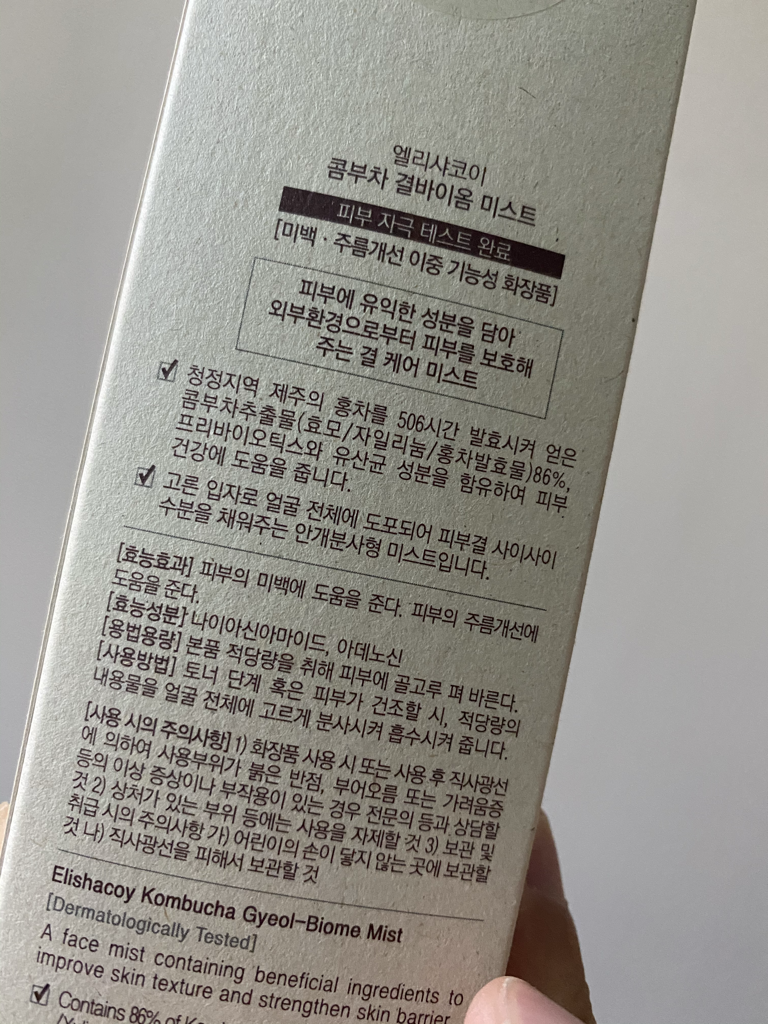 엘리샤코이
콤부차 결바이옴 미스트
피부 자극 테스트 완료
[미백 · 주름개선 이중 기능성 화장품]
피부에 유익한 성분을 담아
외부환경으로부터 피부를 보호해
주는 결 케어 미스트
청정지역 제주의 홍차를 506시간 발효시켜 얻은
콤부차추출물(효모/자일리눔/홍차발효물)86%,
프리바이오틱스와 유산균 성분을 함유하여 피부
건강에 도움을 줍니다.
고른 입자로 얼굴 전체에 도포되어 피부결 사이사이
수분을 채워주는 안개분사형 미스트입니다.
[효능효과] 피부의 미백에 도움을 준다. 피부의 주름개선에
도움을 준다.
[효능성분] 나이아신아마이드, 아데노신
[용법용량] 본품 적당량을 취해 피부에 골고루 펴 바른다.
[사용방법] 토너 단계 혹은 피부가 건조할 시, 적당량의
내용물을 얼굴 전체에 고르게 분사시켜 흡수시켜 줍니다.
[사용 시의 주의사항] 1) 화장품 사용 시 또는 사용 후 직사광선
에 의하여 사용부위가 붉은 반점, 부어오름 또는 가려움증
등의 이상 증상이나 부작용이 있는 경우 전문의 등과 상담할
것 2) 상처가 있는 부위 등에는 사용을 자제할 것 3) 보관 및
취급 시의 주의사항 가) 어린이의 손이 닿지 않는 곳에 보관할
것 나) 직사광선을 피해서 보관할 것
Elishacoy Kombucha Gyeol-Biome Mist
[Dermatologically Tested]
A face mist containing beneficial ingredients to
improve skin texture and strengthen skin barrier
Contains 86% of